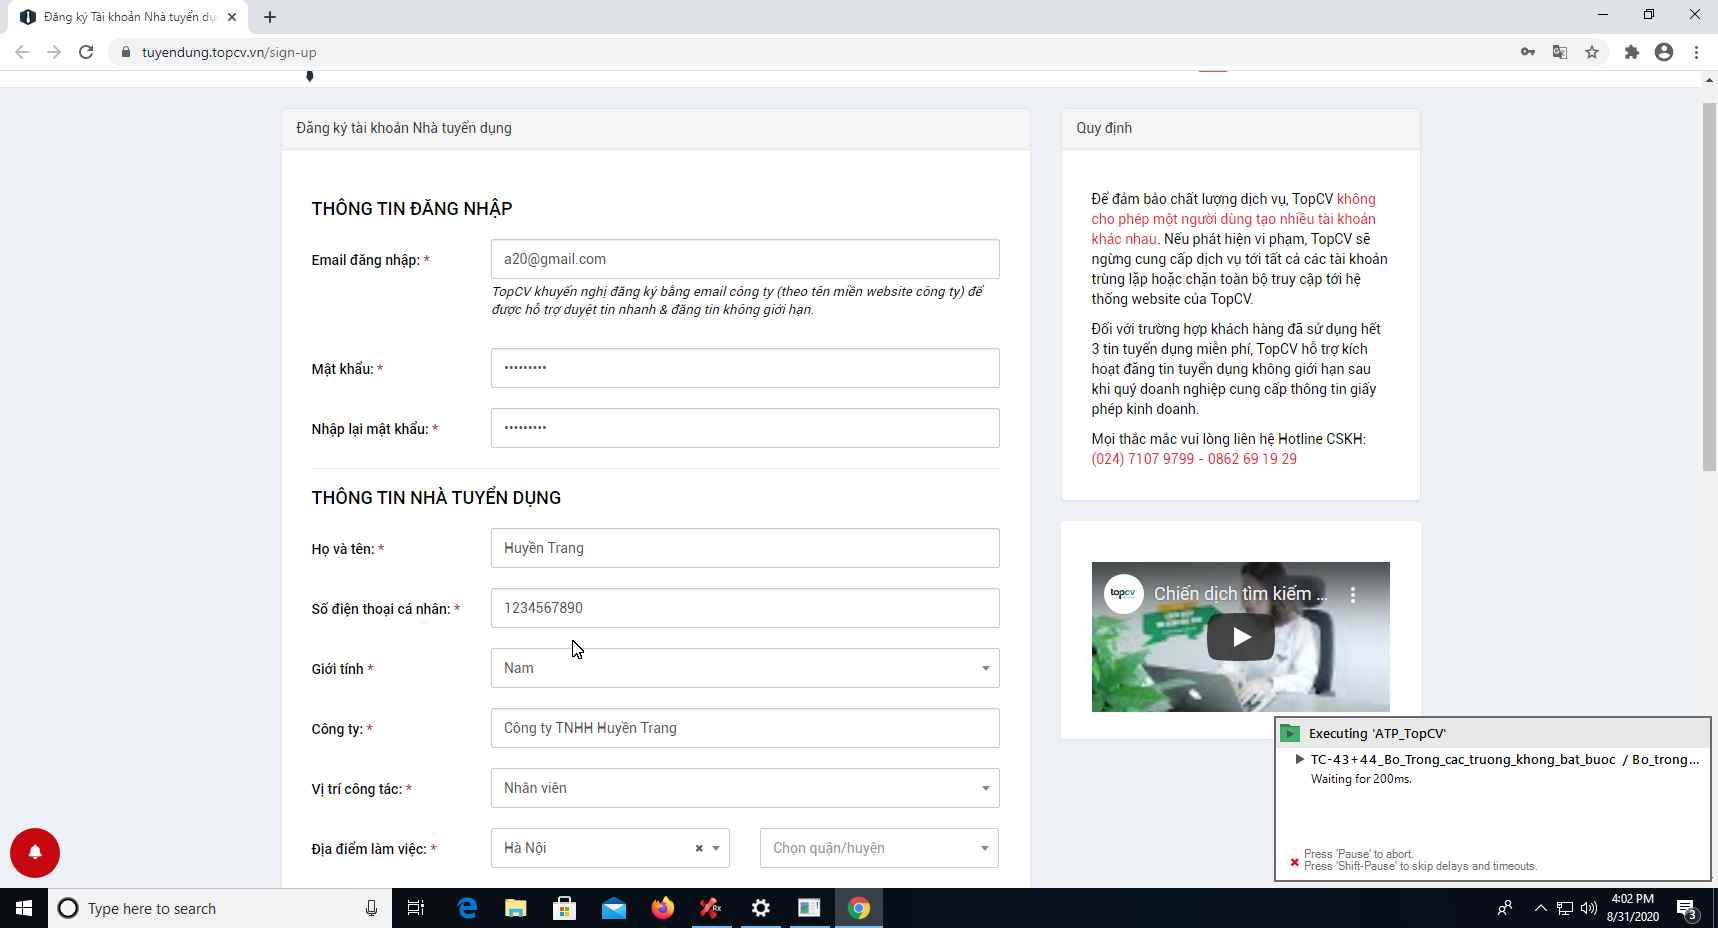 Đăng ký Tài khoản Nhà tuyển dụ
tuyendung.topcv.vn/sign-up
Đăng ký tài khoản Nhà tuyển dụng
THÔNG TIN ĐĂNG NHẬP
Email đăng nhập: *
a20@gmail.com
TopCV khuyến nghị đăng ký bằng email công ty (theo tên miền website công ty) để
được hỗ trợ duyệt tin nhanh & đăng tin không giới hạn.
Mật khẩu: *
•••••••••
Nhập lại mật khẩu: *
•••••••••
THÔNG TIN NHÀ TUYỂN DỤNG
Họ và tên: *
Huyền Trang
Số điện thoại cá nhân: *
1234567890
Giới tính *
Nam
Công ty: *
Công ty TNHH Huyền Trang
Vị trí công tác: *
Nhân viên
Địa điểm làm việc: *
Hà Nội
Chọn quận/huyện
Quy định
Để đảm bảo chất lượng dịch vụ, TopCV không
cho phép một người dùng tạo nhiều tài khoản
khác nhau. Nếu phát hiện vi phạm, TopCV sẽ
ngừng cung cấp dịch vụ tới tất cả các tài khoản
trùng lặp hoặc chặn toàn bộ truy cập tới hệ
thống website của TopCV.
Đối với trường hợp khách hàng đã sử dụng hết
3 tin tuyển dụng miễn phí, TopCV hỗ trợ kích
hoạt đăng tin tuyển dụng không giới hạn sau
khi quý doanh nghiệp cung cấp thông tin giấy
phép kinh doanh.
Mọi thắc mắc vui lòng liên hệ Hotline CSKH:
(024) 7107 9799 - 0862 69 19 29
topcv
Chiến dịch tìm kiếm ...
Executing 'ATP_TopCV'
TC-43+44_Bo_Trong_cac_truong_khong_bat_buoc / Bo_trong...
Waiting for 200ms.
Press 'Pause' to abort.
Press 'Shift-Pause' to skip delays and timeouts.
Type here to search
Rx
4:02 PM
8/31/2020
3